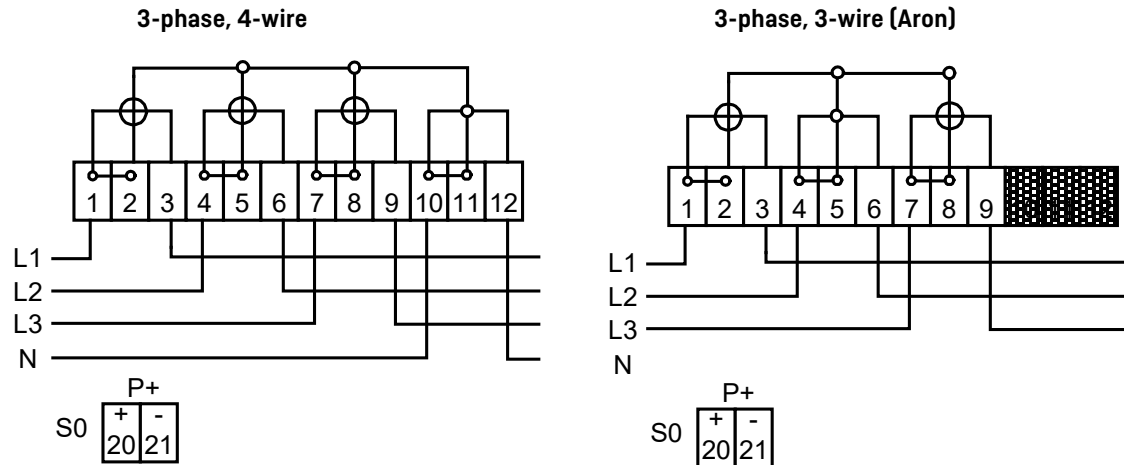 3-phase, 4-wire
1 2 3 4 5 6 7 8 9 10 11 12
L1
L2
L3
N
P+
S0
+ -
20 21
3-phase, 3-wire (Aron)
1 2 3 4 5 6 7 8 9
L1
L2
L3
N
P+
S0
+ -
20 21